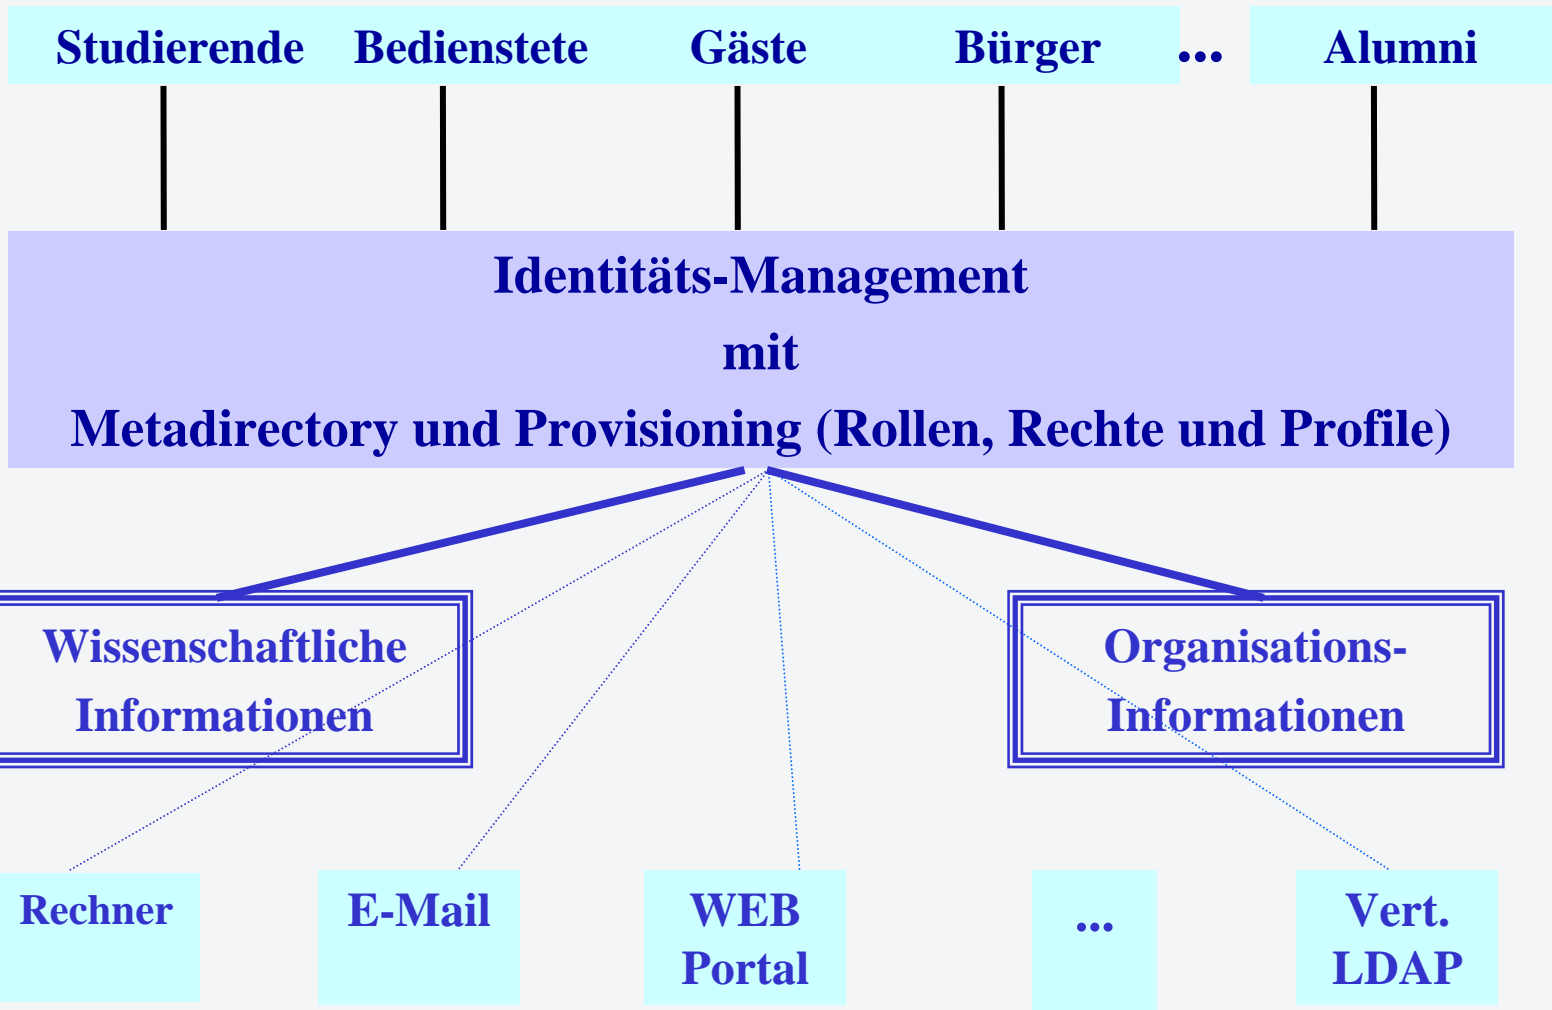 Studierende Bedienstete Gäste Bürger ... Alumni
Identitäts-Management
mit
Metadirectory und Provisioning (Rollen, Rechte und Profile)
Wissenschaftliche
Informationen
Organisations-
Informationen
Rechner
E-Mail
WEB
Portal
...
Vert.
LDAP